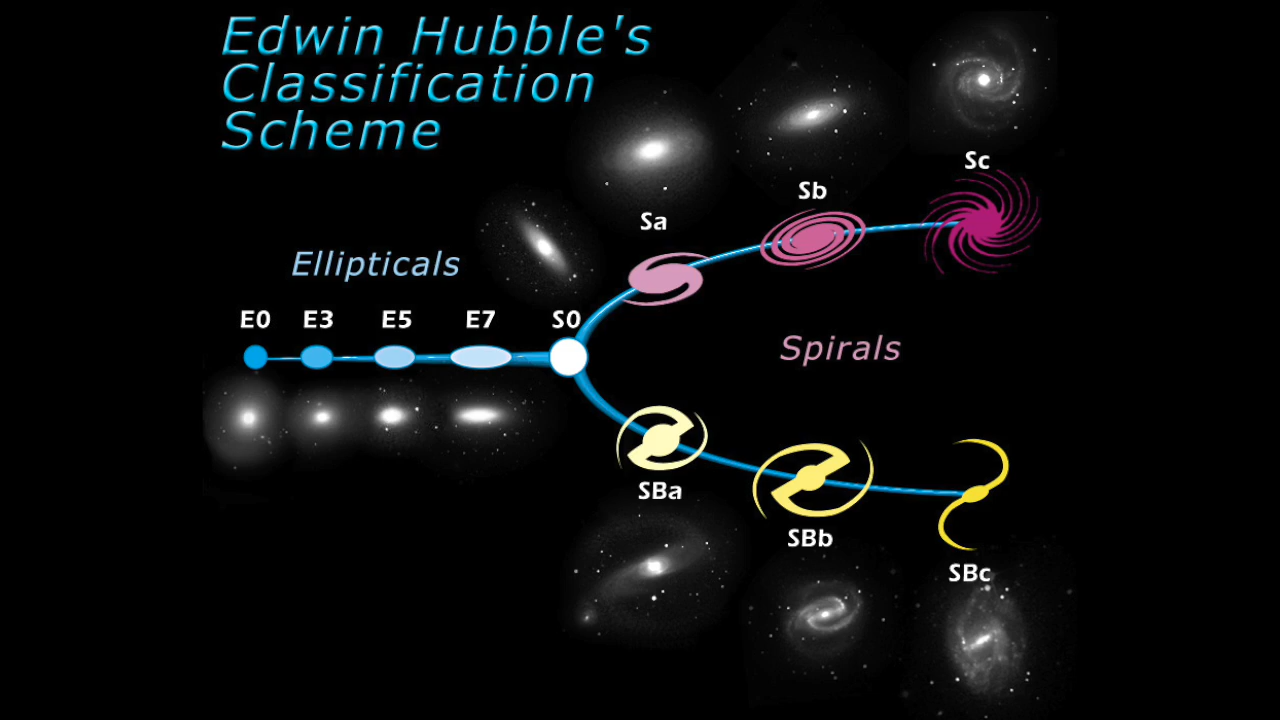 Edwin Hubble's
Classification
Scheme
Sc
Sb
Sa
Ellipticals
E0 E3 E5 E7 S0
Spirals
SBa
SBb
SBc